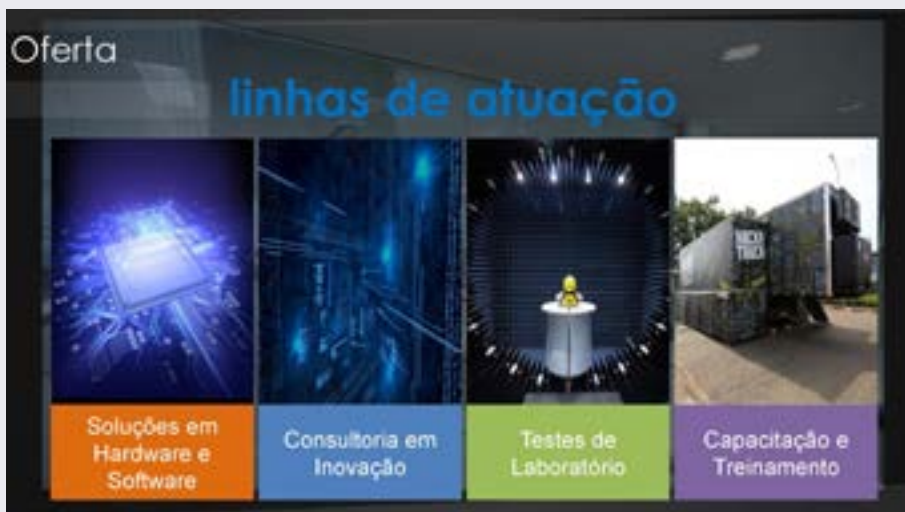 Oferta
linhas de atuação
Soluções em
Hardware e
Software
Consultoria em
Inovação
Testes de
Laboratório
Capacitação e
Treinamento